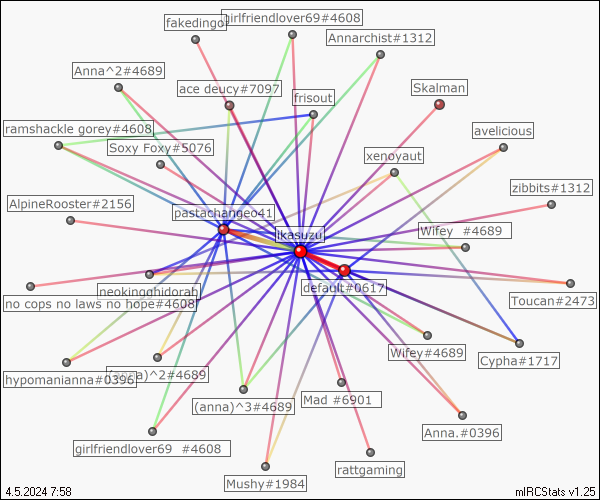 fakedingo
girlfriendlover69#4608
Annarchist#1312
Anna^2#4689
ace deucy#7097
frisout
Skalman
ramshackle gorey#4608
Soxy Foxy#5076
xenoyaut
avelicious
AlpineRooster#2156
pastachangeo41
zibbits#1312
ikasuzu
Wifey #4689
neokingghidorah
default#0617
no cops no laws no hope#4608
Toucan#2473
Wifey#4689
Cypha#1717
hypomanianna#0396
(anna)^2#4689
(anna)^3#4689
Mad #6901
Anna.#0396
girlfriendlover69 #4608
Mushy#1984
rattgaming
4.5.2024 7:58
mIRCStats v1.25